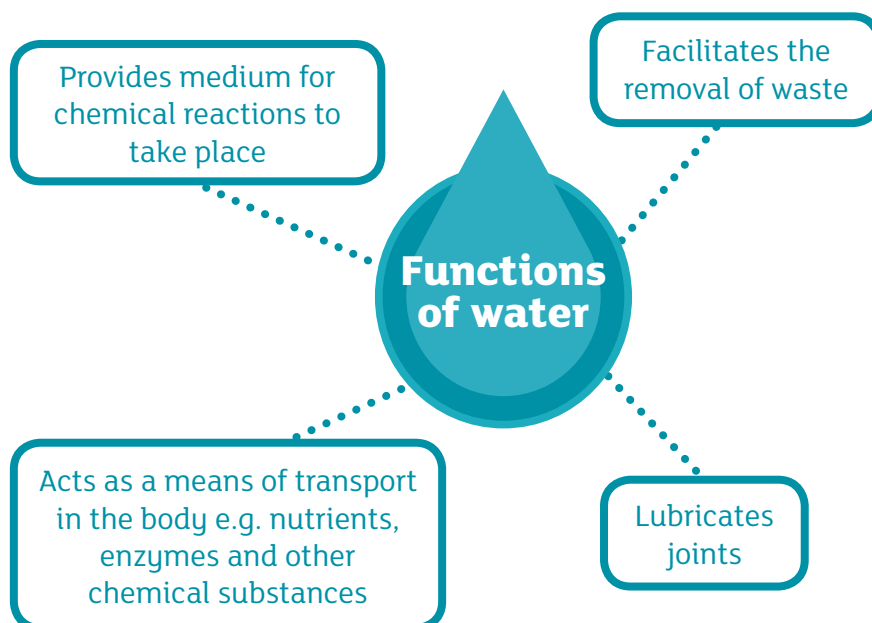 Provides medium for
chemical reactions to
take place
Facilitates the
removal of waste
Functions
of water
Acts as a means of transport
in the body e.g. nutrients,
enzymes and other
chemical substances
Lubricates
joints